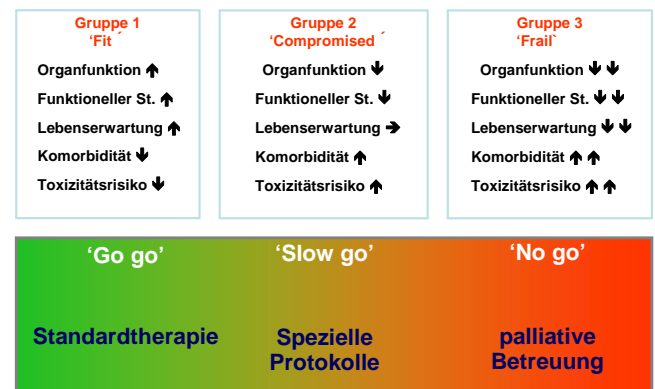 Gruppe 1
‘Fit ´
Organfunktion 🡹
Funktioneller St. 🡹
Lebenserwartung 🡹
Komorbidität 🡻
Toxizitätsrisiko 🡻
Gruppe 2
‘Compromised ´
Organfunktion 🡻
Funktioneller St. 🡻
Lebenserwartung 🡺
Komorbidität 🡹
Toxizitätsrisiko 🡹
Gruppe 3
‘Frail`
Organfunktion 🡻 🡻
Funktioneller St. 🡻 🡻
Lebenserwartung 🡻 🡻
Komorbidität 🡹 🡹
Toxizitätsrisiko 🡹 🡹
‘Go go’
‘Slow go’
‘No go’
Standardtherapie
Spezielle
Protokolle
palliative
Betreuung